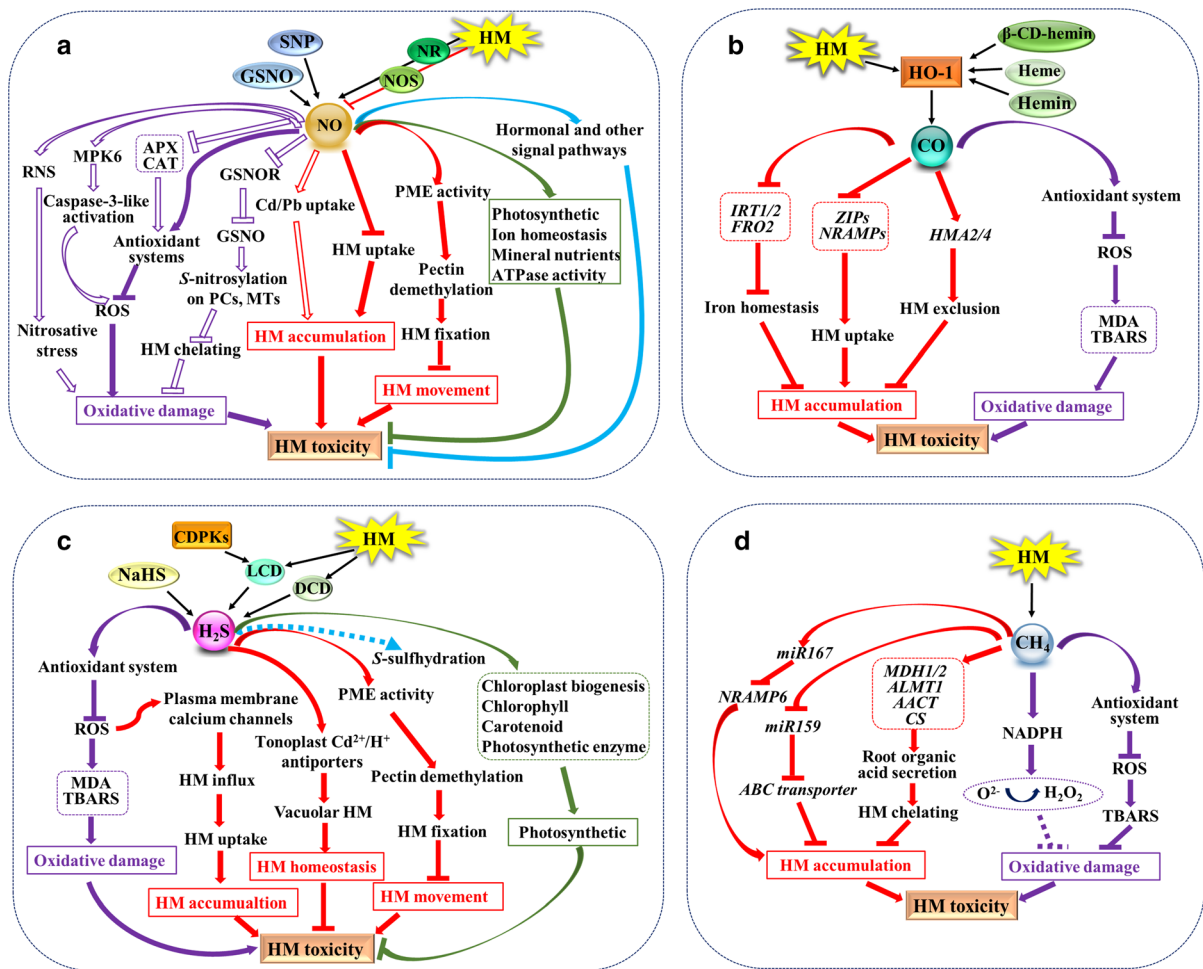 a
SNP
GSNO
NR
NOS
HM
NO
RNS
MPK6
APX
CAT
GSNOR
Cd/Pb uptake
PME activity
Hormonal and other
signal pathways
Caspase-3-like
activation
Antioxidant
systems
GSNO
HM uptake
Photosynthetic
Ion homeostasis
Mineral nutrients
ATPase activity
S-nitrosylation
on PCs, MTs
Pectin
demethylation
ROS
Nitrosative
stress
HM chelating
HM accumulation
HM fixation
HM movement
Oxidative damage
HM toxicity
b
HM
HO-1
β-CD-hemin
Heme
Hemin
CO
IRT1/2
FRO2
ZIPs
NRAMPs
HMA2/4
Antioxidant system
ROS
Iron homestasis
HM uptake
HM exclusion
MDA
TBARS
HM accumulation
Oxidative damage
HM toxicity
c
CDPKs
HM
NaHS
LCD
DCD
H₂S
Antioxidant system
S-sulfhydration
Plasma membrane
calcium channels
PME activity
Chloroplast biogenesis
Chlorophyll
Carotenoid
Photosynthetic enzyme
ROS
Tonoplast Cd²⁺/H⁺
antiporters
MDA
TBARS
HM influx
Pectin demethylation
Vacuolar HM
HM uptake
HM fixation
Photosynthetic
Oxidative damage
HM homeostasis
HM accumualtion
HM movement
HM toxicity
d
HM
CH₄
miR167
NRAMP6
miR159
MDH1/2
ALMT1
AACT
CS
NADPH
Antioxidant
system
Root organic
acid secretion
ROS
ABC transporter
HM chelating
O²⁻
H₂O₂
TBARS
HM accumulation
Oxidative damage
HM toxicity